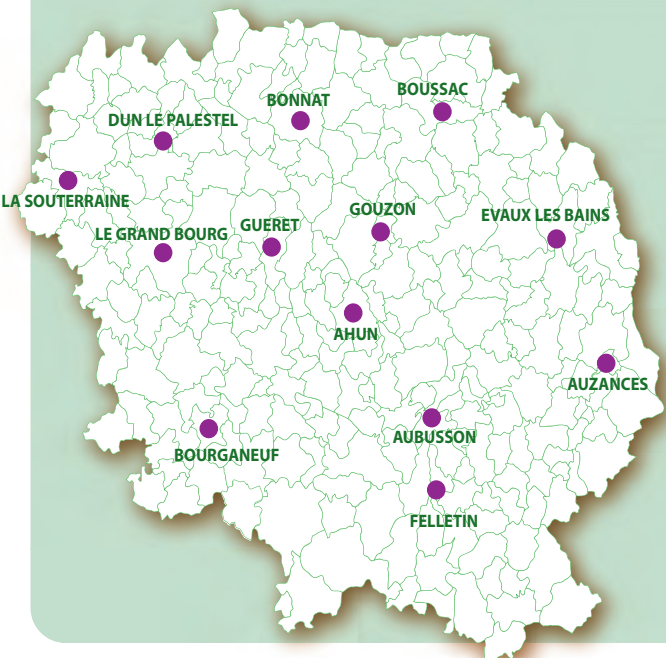 BOUSSAC
BONNAT
DUN LE PALESTEL
LA SOUTERRAINE
GOUZON
EVAUX LES BAINS
GUERET
LE GRAND BOURG
AHUN
AUZANCES
AUBUSSON
BOURGANEUF
FELLETIN